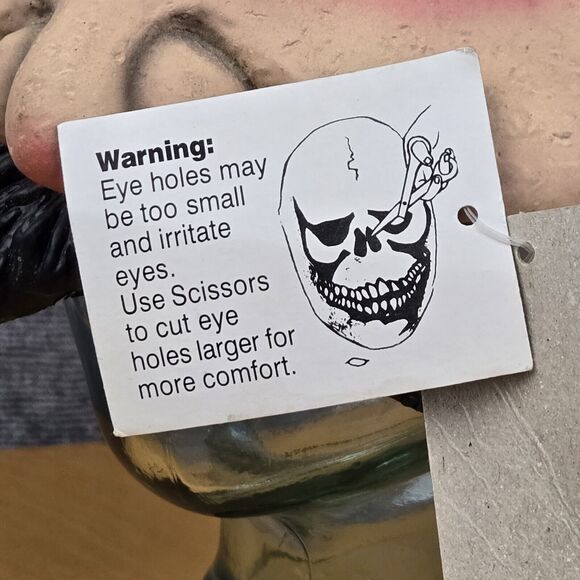 Warning:
Eye holes may
be too small
and irritate
eyes.
Use Scissors
to cut eye
holes larger for
more comfort.